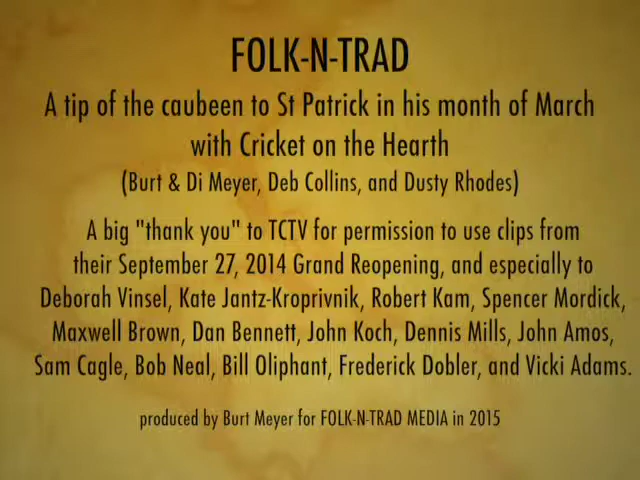 FOLK-N-TRAD
A tip of the caubeen to St Patrick in his month of March
with Cricket on the Hearth
(Burt & Di Meyer, Deb Collins, and Dusty Rhodes)
A big "thank you" to TCTV for permission to use clips from
their September 27, 2014 Grand Reopening, and especially to
Deborah Vinsel, Kate Jantz-Kroprivnik, Robert Kam, Spencer Mordick,
Maxwell Brown, Dan Bennett, John Koch, Dennis Mills, John Amos,
Sam Cagle, Bob Neal, Bill Oliphant, Frederick Dobler, and Vicki Adams.
produced by Burt Meyer for FOLK-N-TRAD MEDIA in 2015